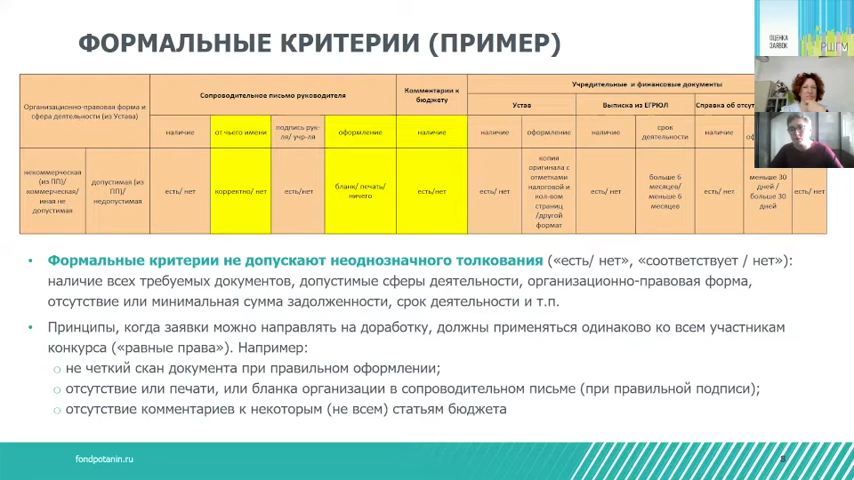 ФОРМАЛЬНЫЕ КРИТЕРИИ (ПРИМЕР)
ОЦЕНКА
ЗАЯВОК
РШГМ
Организационно-правовая форма и
сфера деятельности (из Устава)
Сопроводительное письмо руководителя
Комментарии к
бюджету
Учредительные и финансовые документы
Устав
Выписка из ЕГРЮЛ
Справка об отсут
наличие
от чьего имени
подпись рук-
ля/ учр-ля
оформление
наличие
наличие
оформление
наличие
срок
деятельности
наличие
некоммерческая
(из ПП)/
коммерческая/
иная не
допустимая
допустимая (из
ПП)/
недопустимая
есть/ нет
корректно/ нет
есть/нет
бланк/ печать/
ничего
есть/нет
есть/ нет
копия
оригинала с
отметками
налоговой и
кол-вом
страниц
/другой
формат
есть/ нет
больше 6
месяцев/
меньше 6
месяцев
есть/ нет
меньше 30
дней /
больше 30
дней
есть/ нет
• Формальные критерии не допускают неоднозначного толкования («есть/ нет», «соответствует / нет»):
наличие всех требуемых документов, допустимые сферы деятельности, организационно-правовая форма,
отсутствие или минимальная сумма задолженности, срок деятельности и т.п.
• Принципы, когда заявки можно направлять на доработку, должны применяться одинаково ко всем участникам
конкурса («равные права»). Например:
○ не четкий скан документа при правильном оформлении;
○ отсутствие или печати, или бланка организации в сопроводительном письме (при правильной подписи);
○ отсутствие комментариев к некоторым (не всем) статьям бюджета
fondpotanin.ru
8